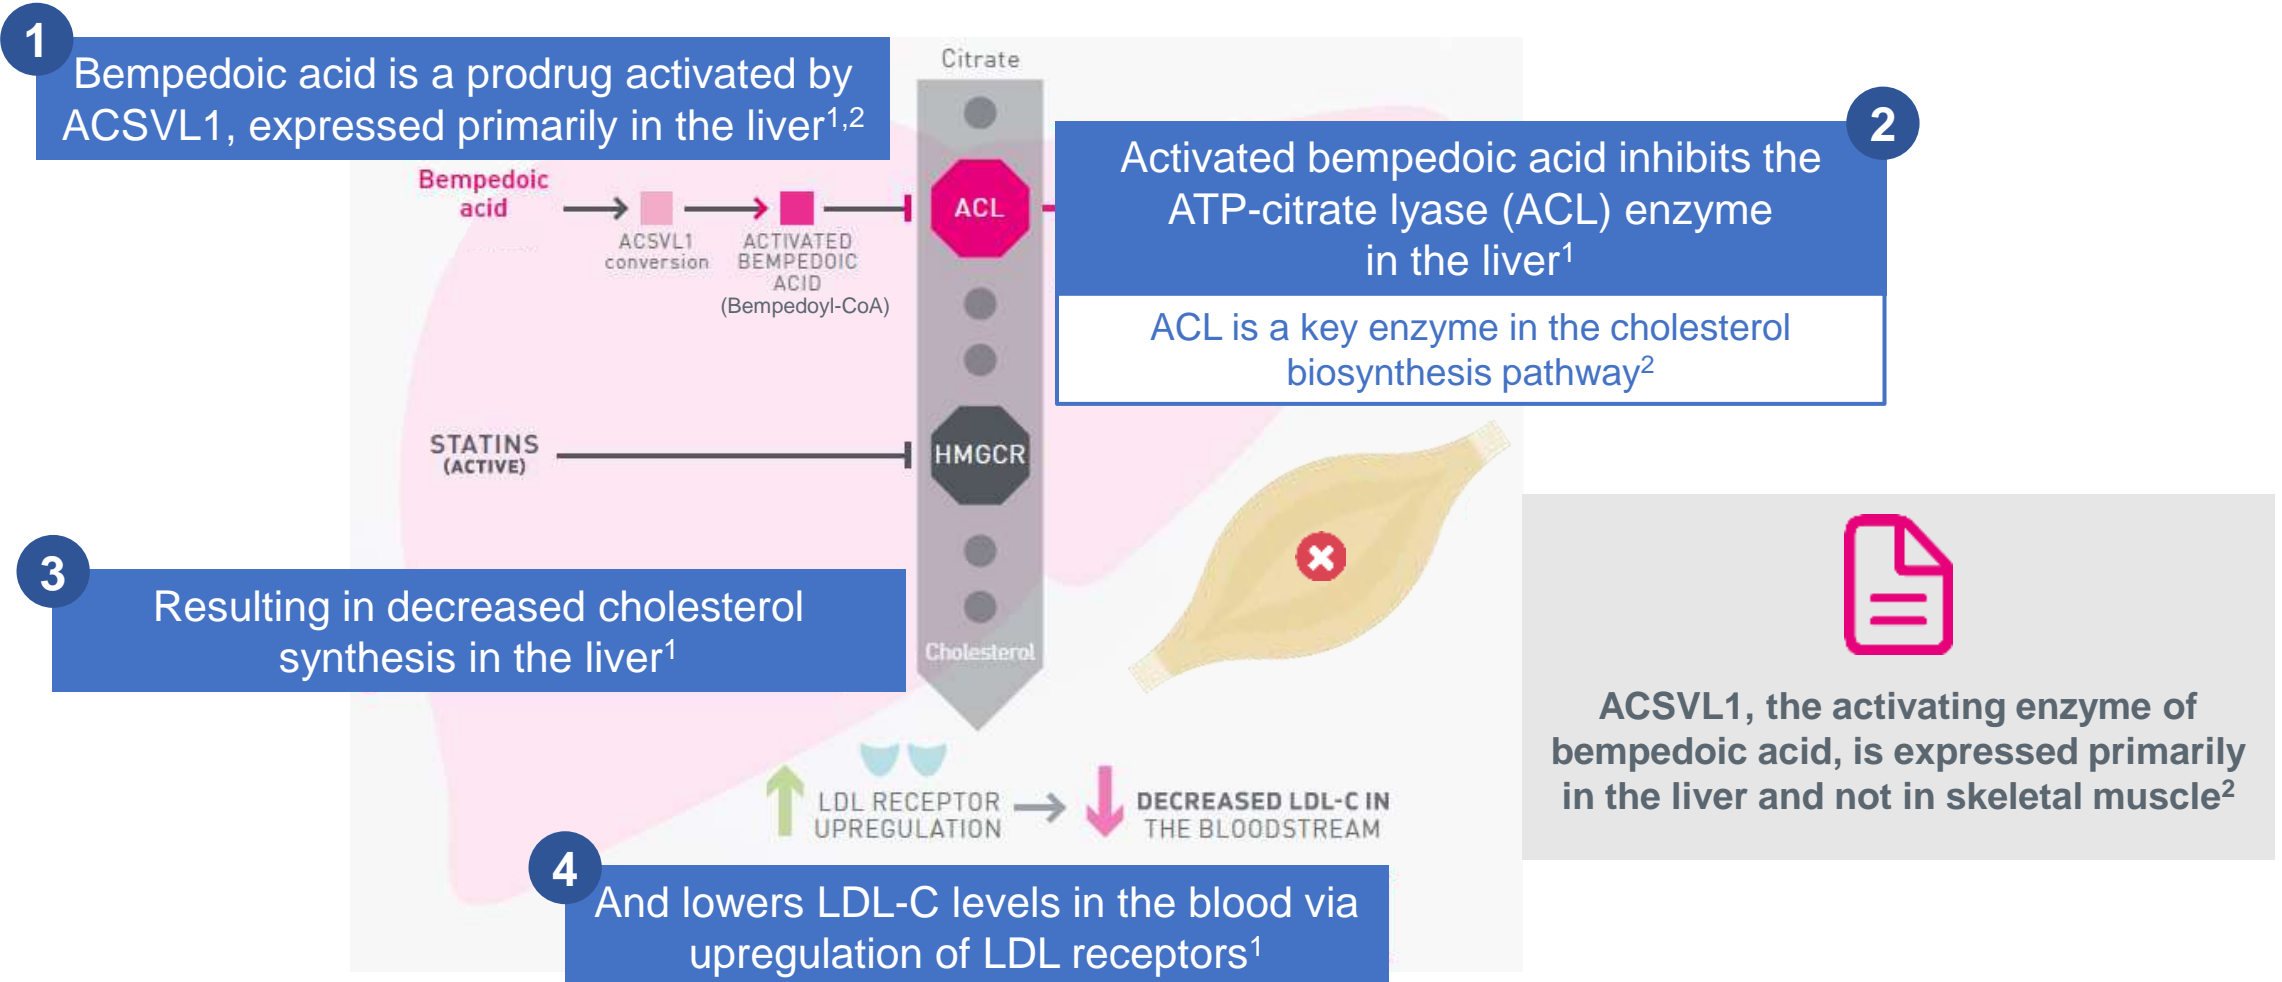 1
Bempedoic acid is a prodrug activated by
ACSVL1, expressed primarily in the liver1,2
Citrate
2
Activated bempedoic acid inhibits the
ATP-citrate lyase (ACL) enzyme
in the liver1
ACL is a key enzyme in the cholesterol
biosynthesis pathway2
Bempedoic
acid
ACSVL1
conversion
ACTIVATED
BEMPEDOIC
ACID
(Bempedoyl-CoA)
ACL
STATINS
(ACTIVE)
HMGCR
3
Resulting in decreased cholesterol
synthesis in the liver1
Cholesterol
ACSVL1, the activating enzyme of
bempedoic acid, is expressed primarily
in the liver and not in skeletal muscle2
LDL RECEPTOR
UPREGULATION
DECREASED LDL-C IN
THE BLOODSTREAM
4
And lowers LDL-C levels in the blood via
upregulation of LDL receptors1